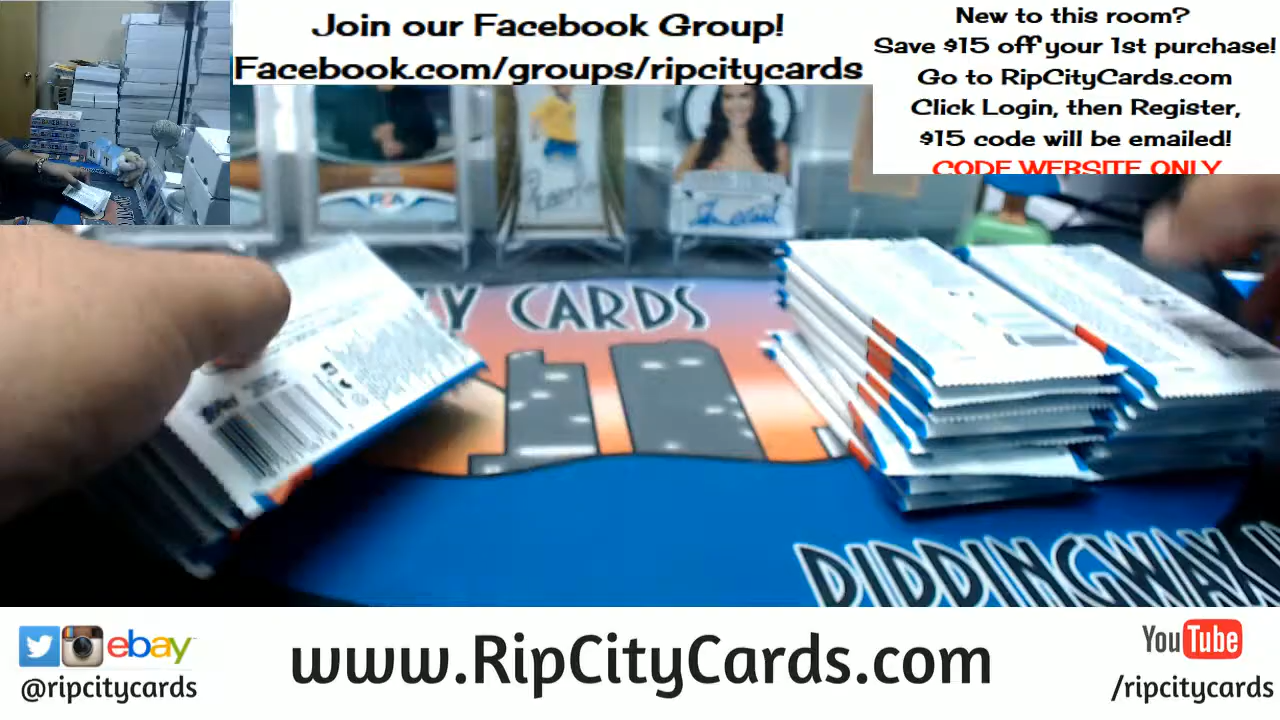 Join our Facebook Group!
Facebook.com/groups/ripcitycards
New to this room?
Save $15 off your 1st purchase!
Go to RipCityCards.com
Click Login, then Register,
$15 code will be emailed!
CODE WEBSITE ONLY
CARDS
RIPPINGWAX
ebay
@ripcitycards
www.RipCityCards.com
YouTube
/ripcitycards